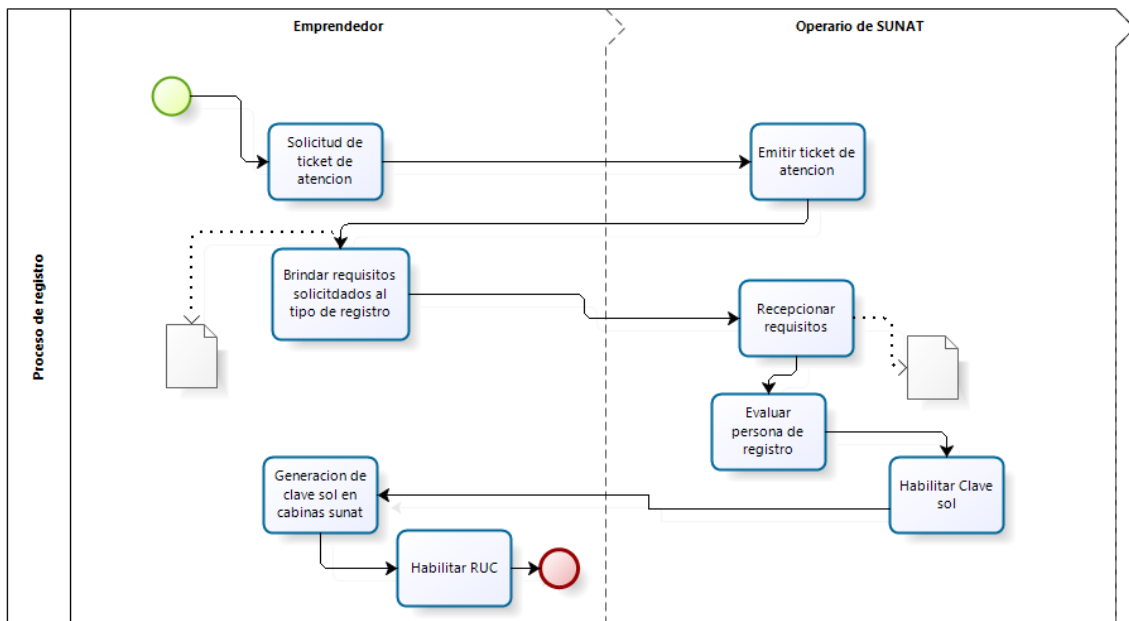 Proceso de registro
Emprendedor
Operario de SUNAT
Solicitud de
ticket de
atencion
Emitir ticket de
atencion
Brindar requisitos
solicitdados al
tipo de registro
Recepcionar
requisitos
Evaluar
persona de
registro
Habilitar Clave
sol
Generacion de
clave sol en
cabinas sunat
Habilitar RUC